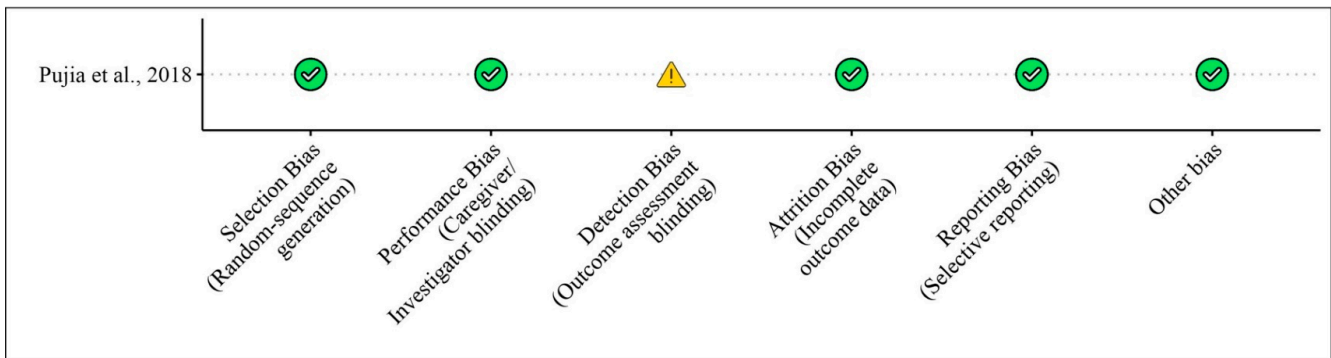 Pujia et al., 2018
Selection Bias
(Random-sequence
generation)
Performance Bias
(Caregiver/
Investigator blinding)
Detection Bias
(Outcome assessment
blinding)
Attrition Bias
(Incomplete
outcome data)
Reporting Bias
(Selective reporting)
Other bias